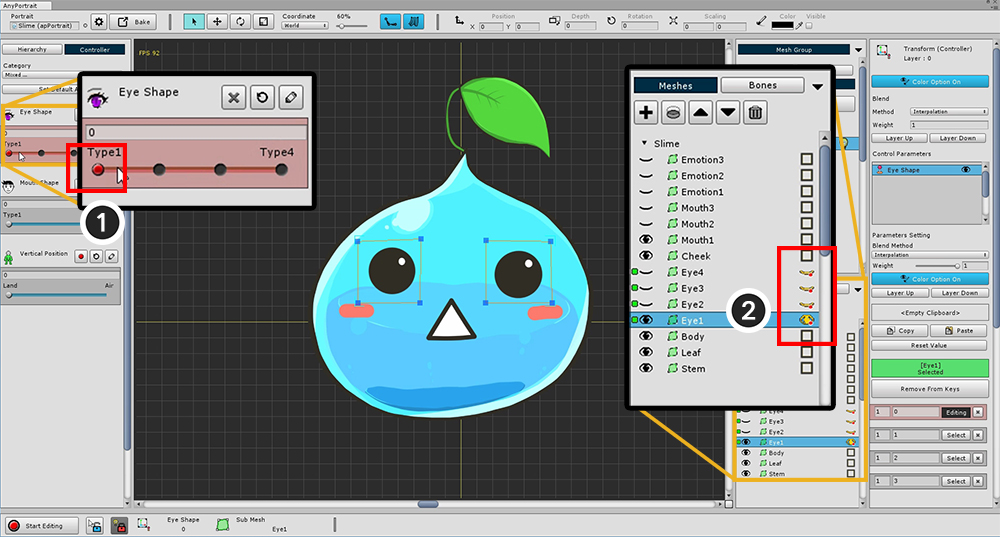 AnyPortrait
Portrait
Slime (apPortrait)
Bake
Coordinate
World
60%
Position
X 0 Y 0
Depth
0
Rotation
0
Scaling
X 0 Y 0
Color
Visible
Hierarchy
Controller
Category
Mixed ...
Set Default A
Eye Shape
0
Type1
Mouth Shape
Type1
Vertical Position
0
Land
Air
FPS 92
Eye Shape
0
Type1
Type4
1
Meshes
Bones
Slime
Emotion3
Emotion2
Emotion1
Mouth3
Mouth2
Mouth1
Cheek
Eye4
Eye3
Eye2
Eye1
Body
Leaf
Stem
2
Mesh Group
Eye4
Eye3
Eye2
Eye1
Body
Leaf
Stem
Transform (Controller)
Layer : 0
Color Option On
Blend
Method
Interpolation
Weight
1
Layer Up
Layer Down
Control Parameters
Eye Shape
Parameters Setting
Blend Method
Interpolation
Weight
1
Color Option On
Layer Up
Layer Down
<Empty Clipboard>
Copy
Paste
Reset Value
[Eye1]
Selected
Remove From Keys
1 0 Editing
1 1 Select
1 2 Select
1 3 Select
Start Editing
Eye Shape
0
Sub Mesh
Eye1